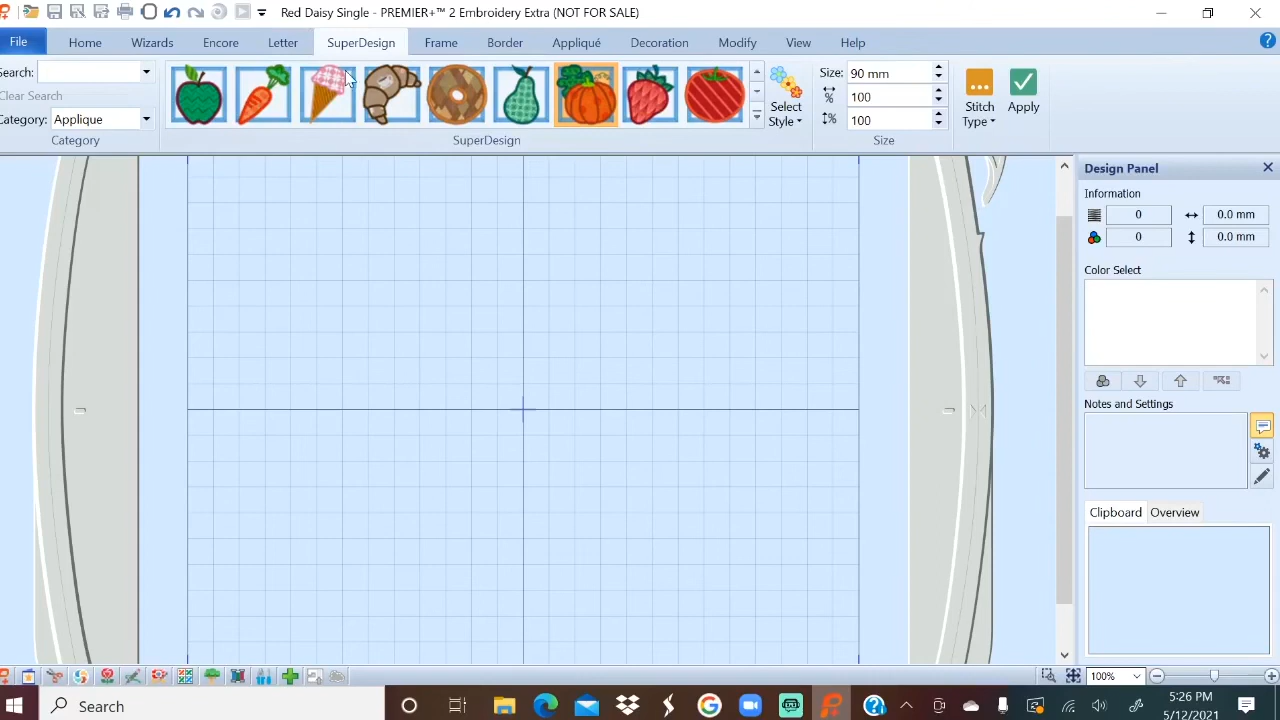 Red Daisy Single - PREMIER+™ 2 Embroidery Extra (NOT FOR SALE)
File Home Wizards Encore Letter SuperDesign Frame Border Appliqué Decoration Modify View Help
Search:
Clear Search
Category: Applique
Category
Select
Style
SuperDesign
Size: 90 mm
% 100
% 100
Size
Stitch
Type
Apply
Design Panel
Information
0 0.0 mm
0 0.0 mm
Color Select
Notes and Settings
Clipboard Overview
100%
Search
5:26 PM
5/12/2021